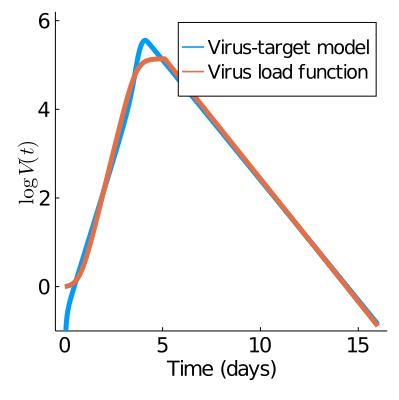 6
4
2
0
log V(t)
Virus-target model
Virus load function
0 5 10 15
Time (days)